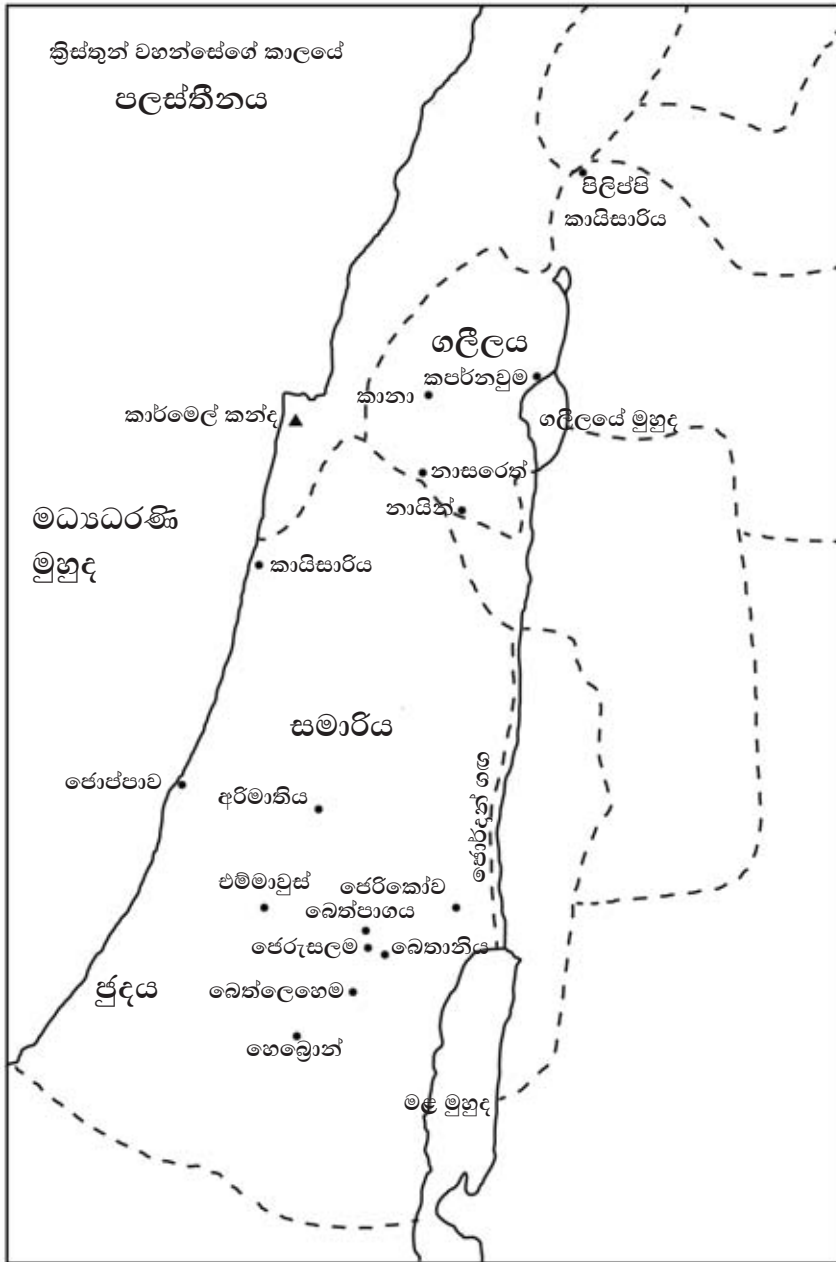 ක්‍රිස්තුන් වහන්සේගේ කාලයේ
පලස්තීනය
පිලිප්පි
කායිසාරිය
ගලීලය
කපර්නවුම
කානා
කාර්මෙල් කන්ද
ගලීලයේ මුහුද
නාසරෙත්
නායින්
මධ්‍යධරණි
මුහුද
කායිසාරිය
සමාරිය
ජොප්පාව
අරිමාතිය
ජොර්දාන් ගඟ
එම්මාවුස්
ජෙරිකෝව
බෙත්පාගය
ජෙරුසලම
බෙතානිය
ජුදය
බෙත්ලෙහෙම
හෙබ්‍රොන්
මළ මුහුද